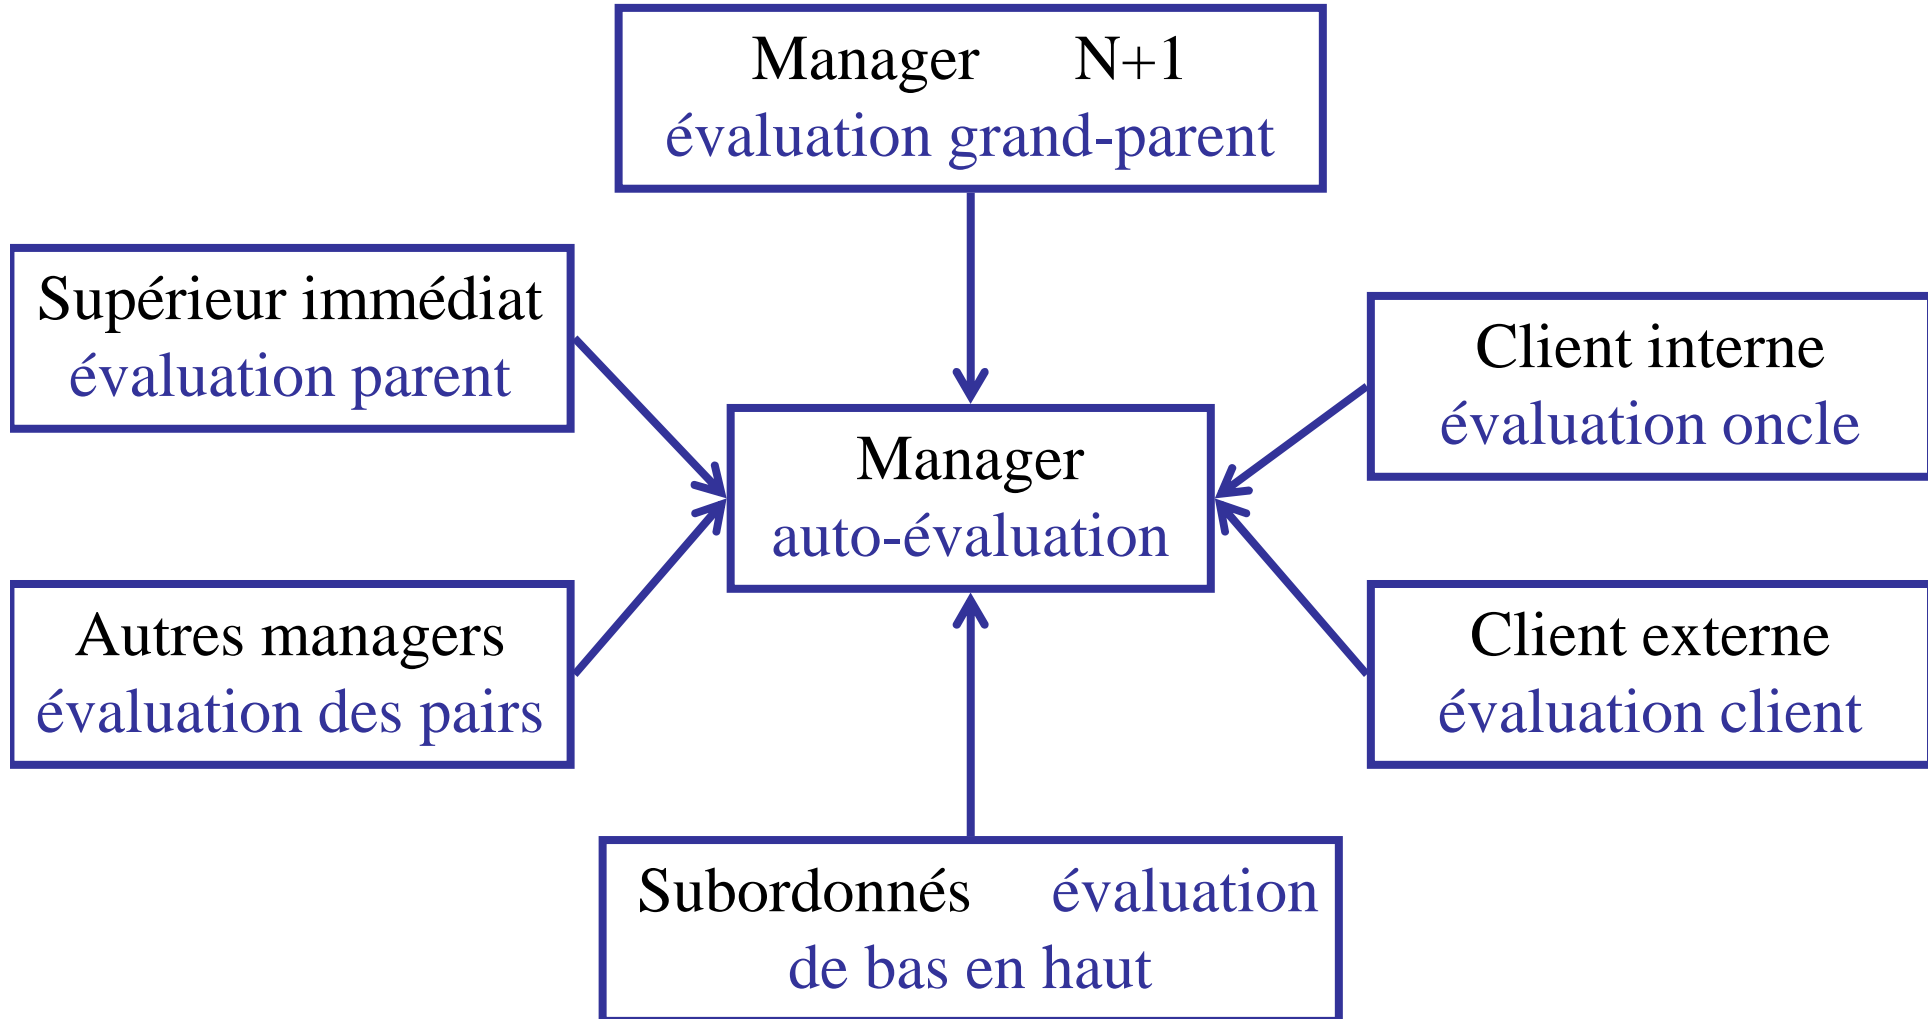 Manager N+1
évaluation grand-parent
Supérieur immédiat
évaluation parent
Client interne
évaluation oncle
Manager
auto-évaluation
Autres managers
évaluation des pairs
Client externe
évaluation client
Subordonnés évaluation
de bas en haut